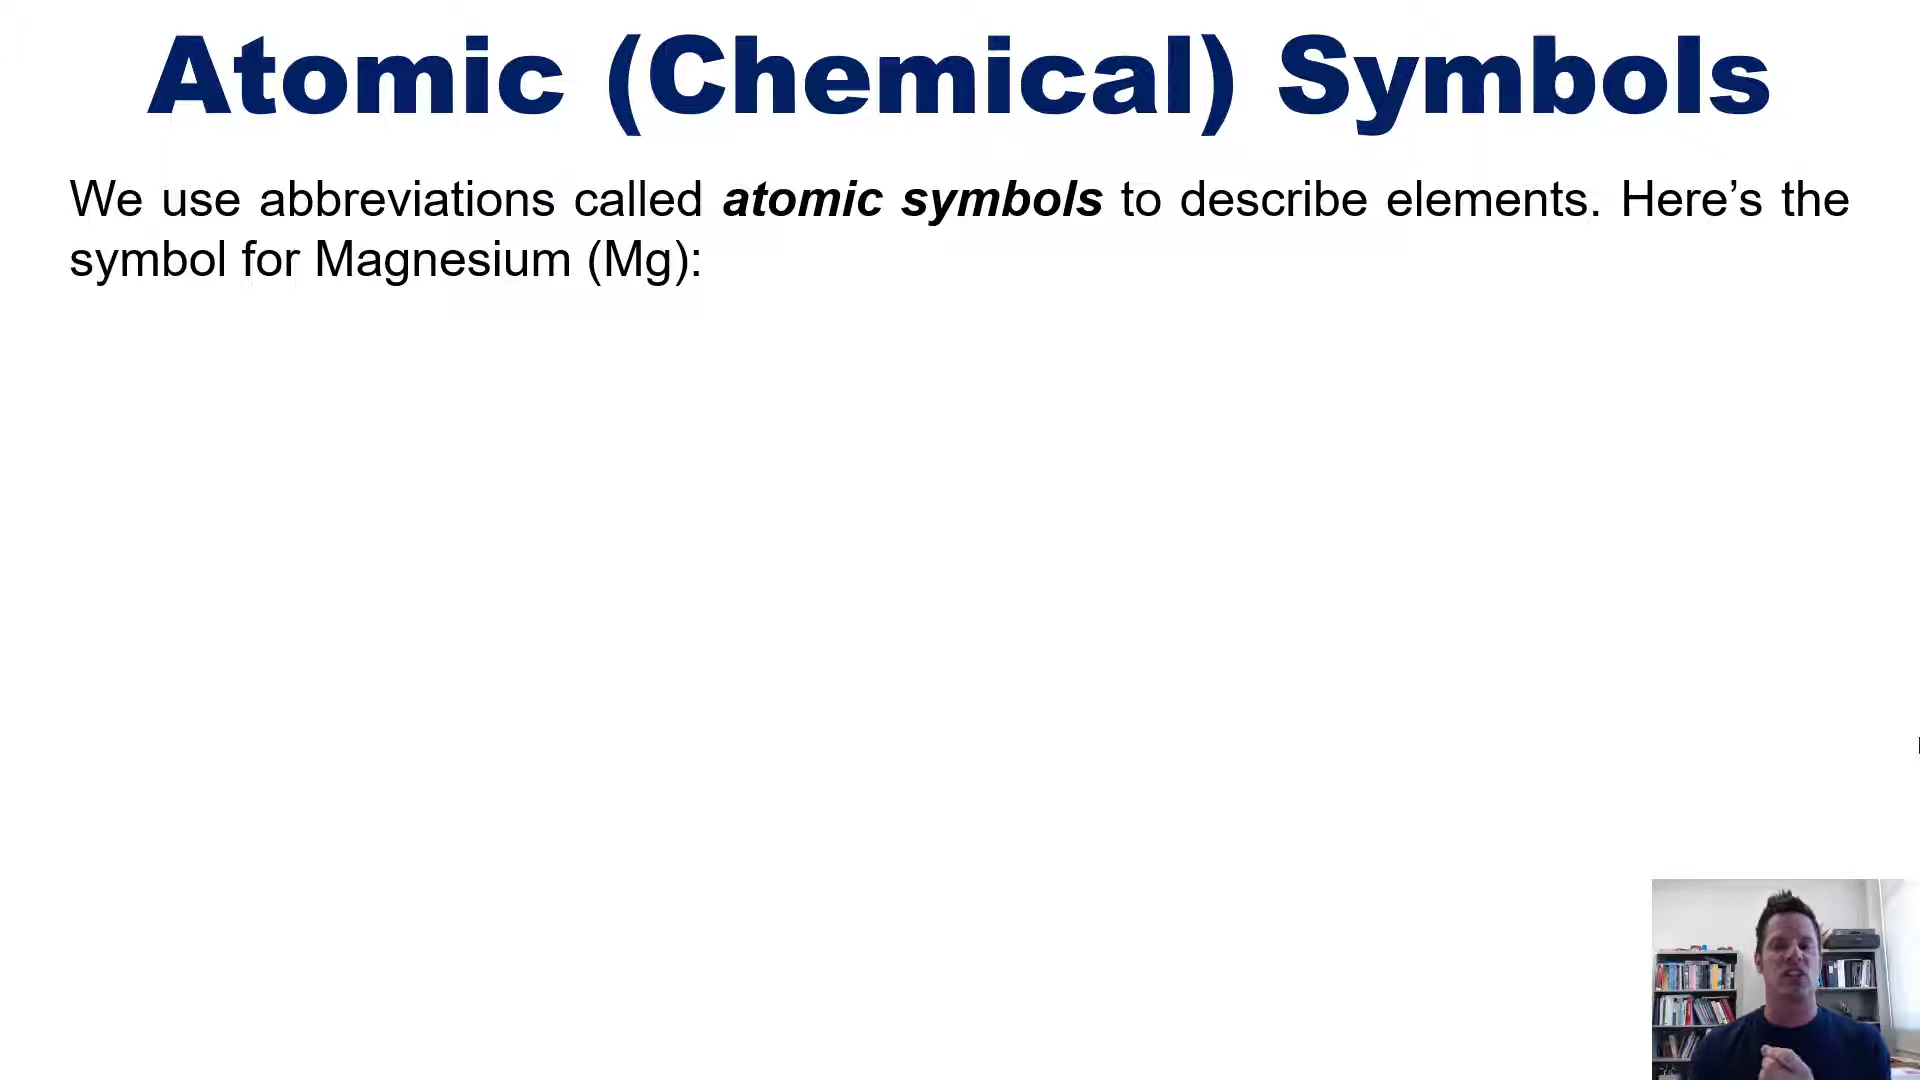 Atomic (Chemical) Symbols
We use abbreviations called atomic symbols to describe elements. Here’s the
symbol for Magnesium (Mg):